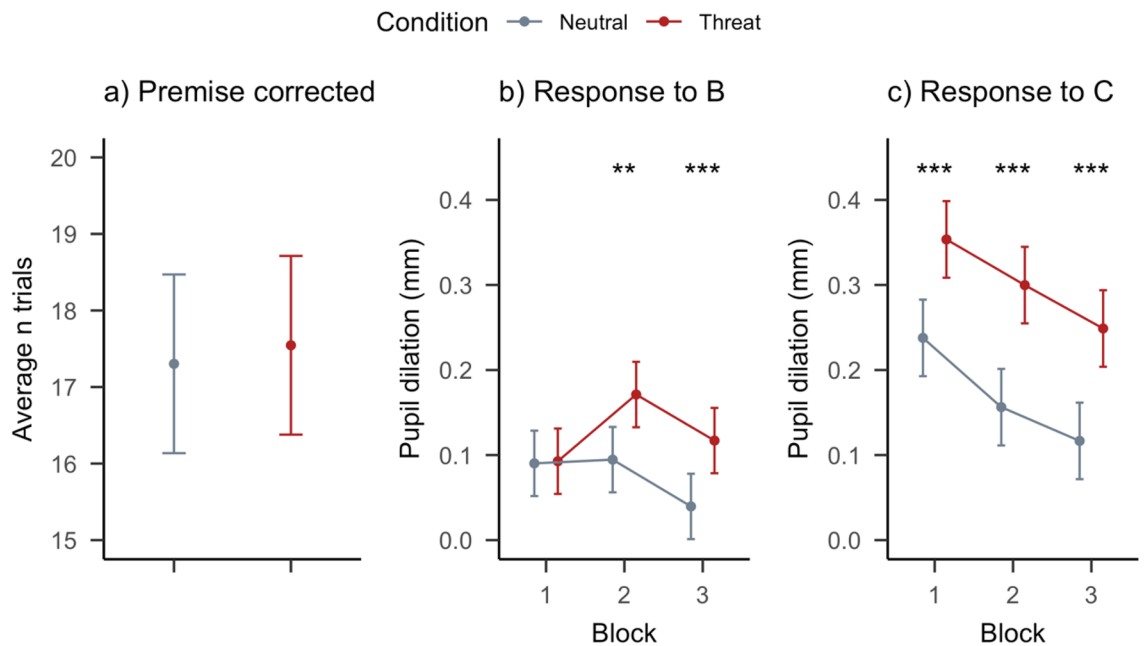 Condition Neutral Threat
a) Premise corrected
b) Response to B
c) Response to C
Average n trials
20
19
18
17
16
15
Pupil dilation (mm)
** ***
0.4
0.3
0.2
0.1
0.0
1 2 3
Block
Pupil dilation (mm)
*** *** ***
0.4
0.3
0.2
0.1
0.0
1 2 3
Block